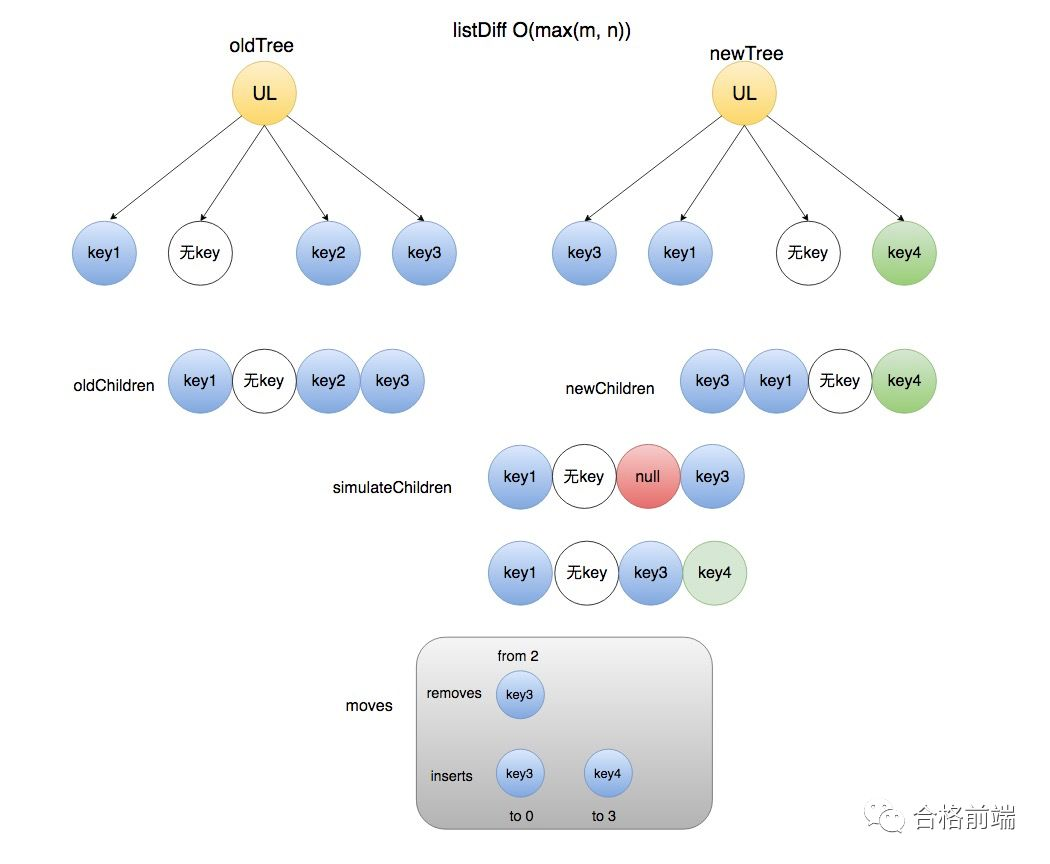 listDiff O(max(m, n))
oldTree
newTree
UL
UL
key1 无key key2 key3
key3 key1 无key key4
oldChildren key1 无key key2 key3
newChildren key3 key1 无key key4
simulateChildren key1 无key null key3
key1 无key key3 key4
from 2
removes key3
moves
inserts key3 key4
to 0 to 3
合格前端